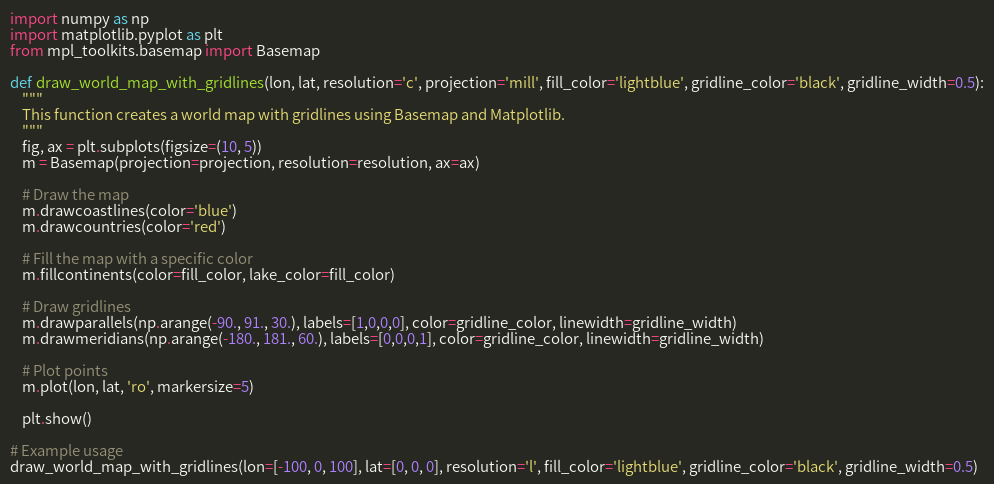 import numpy as np
import matplotlib.pyplot as plt
from mpl_toolkits.basemap import Basemap

def draw_world_map_with_gridlines(lon, lat, resolution='c', projection='mill', fill_color='lightblue', gridline_color='black', gridline_width=0.5):
    """
    This function creates a world map with gridlines using Basemap and Matplotlib.
    """
    fig, ax = plt.subplots(figsize=(10, 5))
    m = Basemap(projection=projection, resolution=resolution, ax=ax)

    # Draw the map
    m.drawcoastlines(color='blue')
    m.drawcountries(color='red')

    # Fill the map with a specific color
    m.fillcontinents(color=fill_color, lake_color=fill_color)

    # Draw gridlines
    m.drawparallels(np.arange(-90., 91., 30.), labels=[1,0,0,0], color=gridline_color, linewidth=gridline_width)
    m.drawmeridians(np.arange(-180., 181., 60.), labels=[0,0,0,1], color=gridline_color, linewidth=gridline_width)

    # Plot points
    m.plot(lon, lat, 'ro', markersize=5)

    plt.show()

# Example usage
draw_world_map_with_gridlines(lon=[-100, 0, 100], lat=[0, 0, 0], resolution='l', fill_color='lightblue', gridline_color='black', gridline_width=0.5)